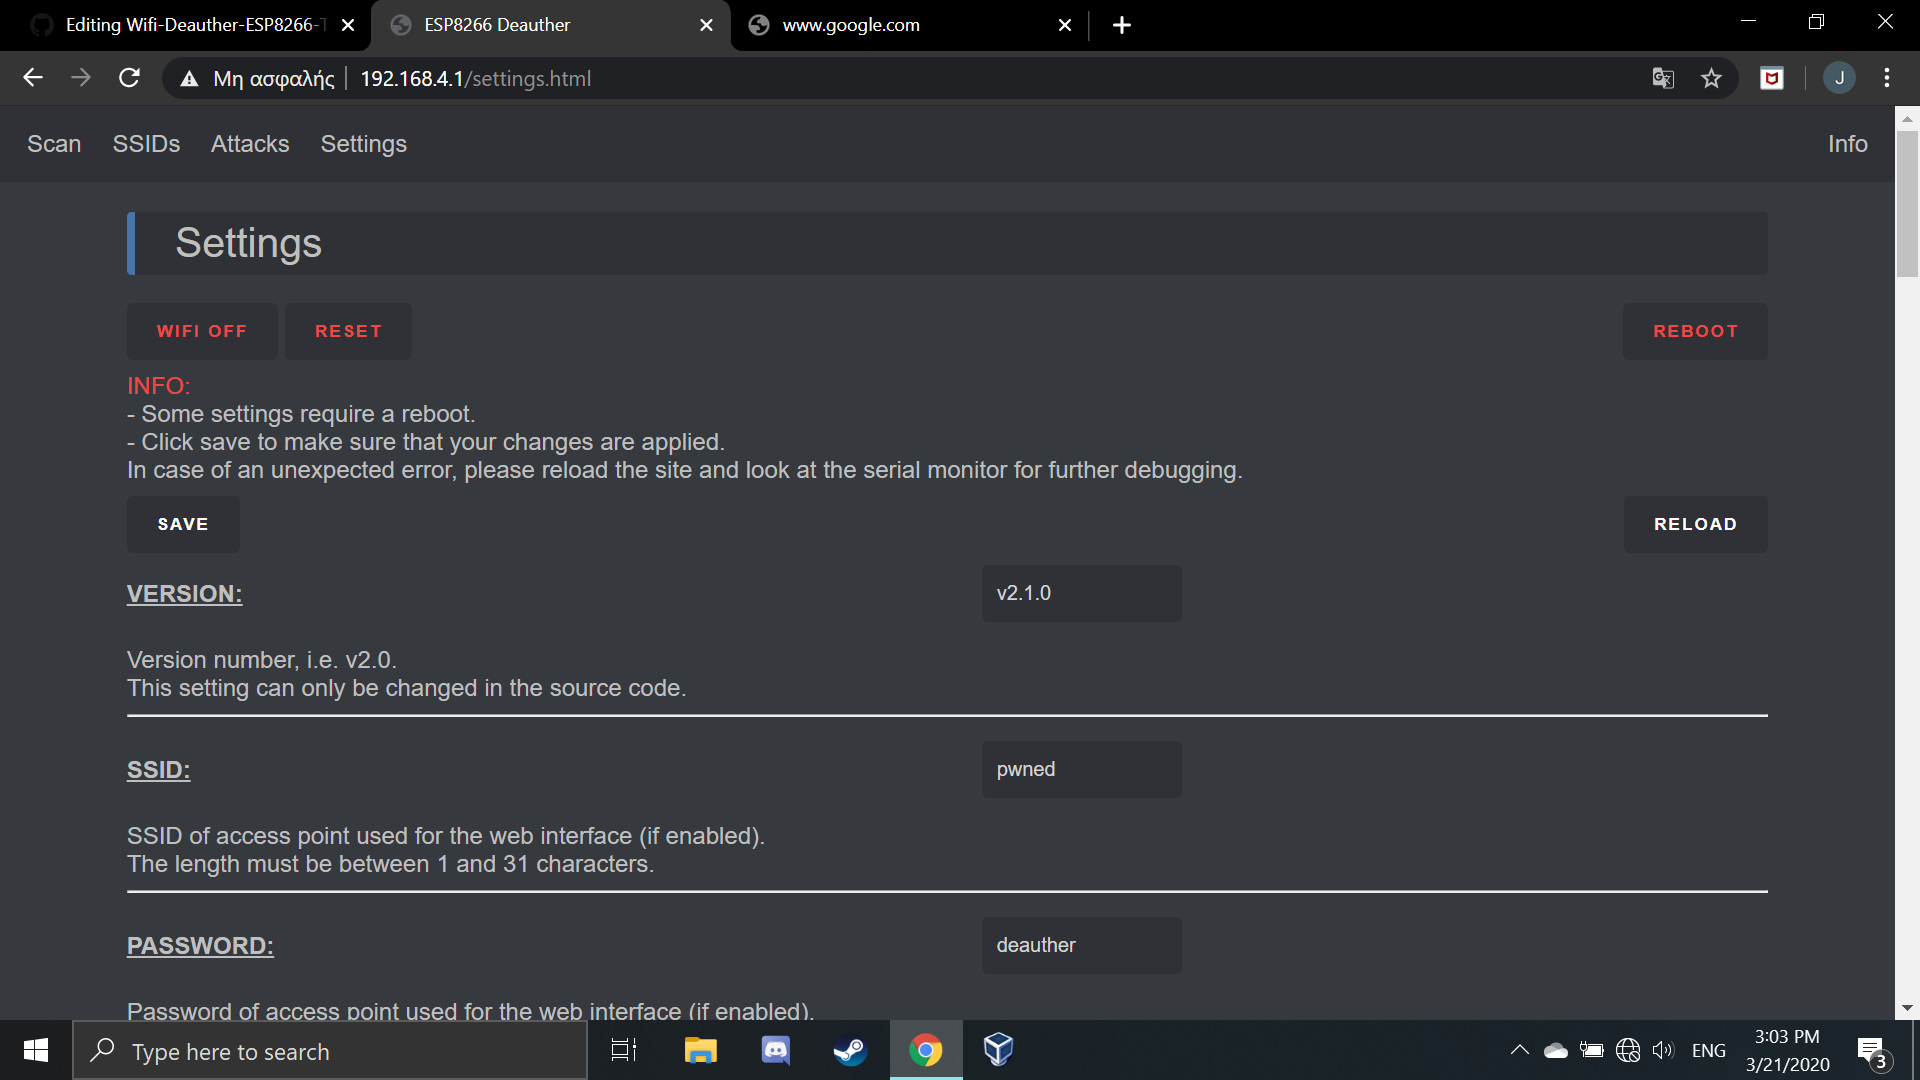 Editing Wifi-Deauther-ESP8266-
ESP8266 Deauther
www.google.com
Μη ασφαλής
192.168.4.1/settings.html
J
Scan
SSIDs
Attacks
Settings
Info
Settings
WIFI OFF
RESET
REBOOT
INFO:
- Some settings require a reboot.
- Click save to make sure that your changes are applied.
In case of an unexpected error, please reload the site and look at the serial monitor for further debugging.
SAVE
RELOAD
VERSION:
v2.1.0
Version number, i.e. v2.0.
This setting can only be changed in the source code.
SSID:
pwned
SSID of access point used for the web interface (if enabled).
The length must be between 1 and 31 characters.
PASSWORD:
deauther
Password of access point used for the web interface (if enabled).
Type here to search
ENG
3:03 PM
3/21/2020
3